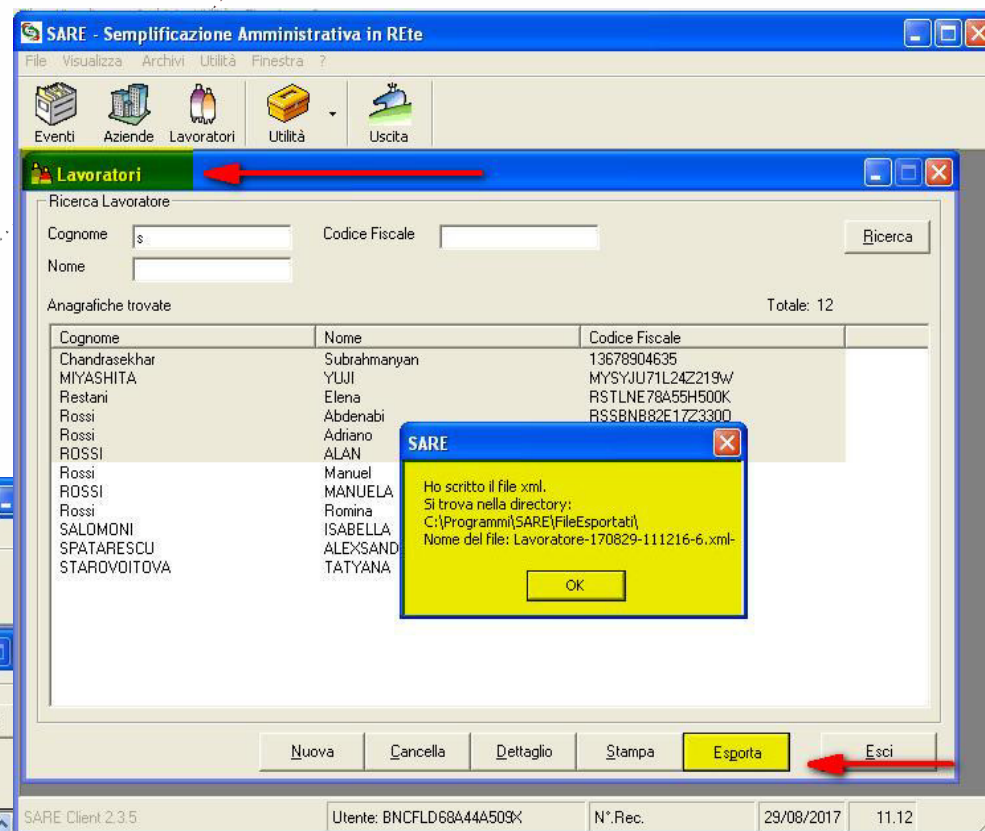 SARE - Semplificazione Amministrativa in REte
File Visualizza Archivi Utilità Finestra ?
Eventi Aziende Lavoratori Utilità Uscita
Lavoratori
Ricerca Lavoratore
Cognome s Codice Fiscale Ricerca
Nome
Anagrafiche trovate Totale: 12
Cognome Nome Codice Fiscale
Chandrasekhar Subrahmanyan 13678904635
MIYASHITA YUJI MYSYJU71L24Z219W
Restani Elena RSTLNE78A55H500K
Rossi Abdenabi RSSBNB82E17Z330Q
Rossi Adriano
ROSSI ALAN
Rossi Manuel
ROSSI MANUELA
Rossi Romina
SALOMONI ISABELLA
SPATARESCU ALEXSAND
STAROVOITOVA TATYANA
SARE
Ho scritto il file xml.
Si trova nella directory:
C:\Programmi\SARE\FileEsportati\
Nome del file: Lavoratore-170829-111216-6.xml-
OK
Nuova Cancella Dettaglio Stampa Esporta Esci
SARE Client 2.3.5 Utente: BNCFLD68A44A509X N°.Rec. 29/08/2017 11.12